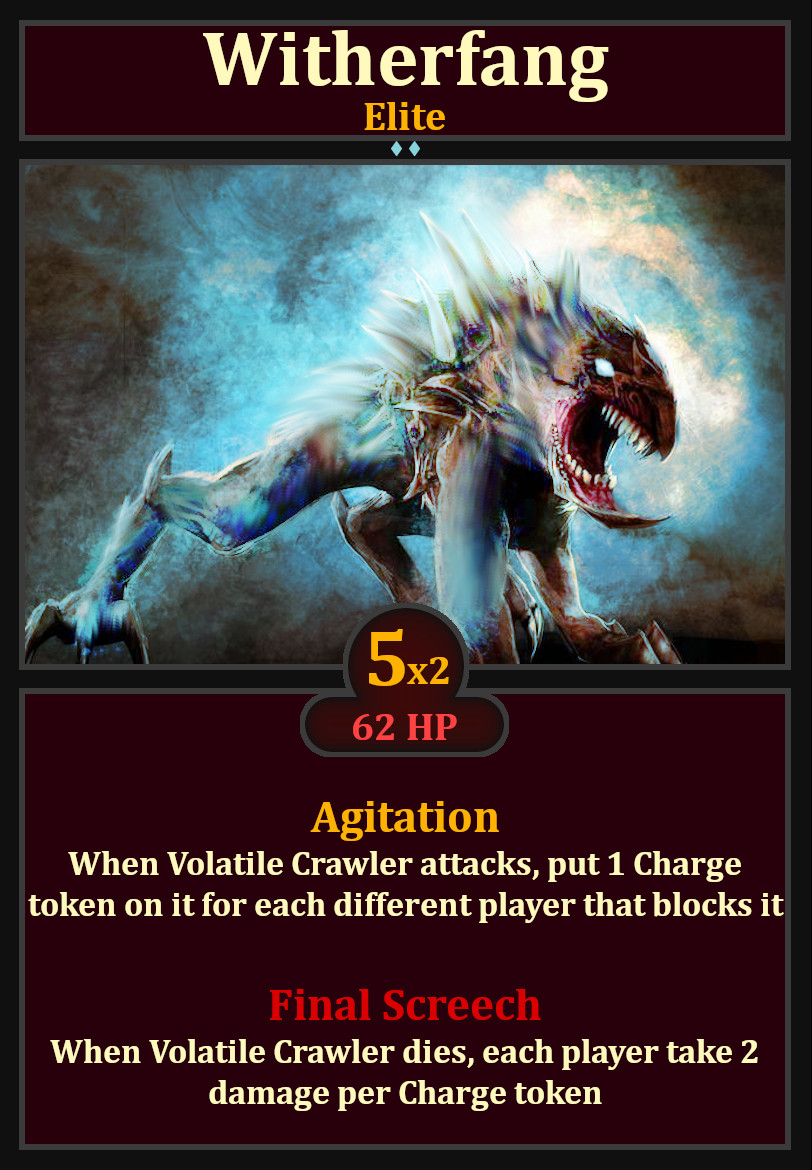 Witherfang
Elite
5x2
62 HP
Agitation
When Volatile Crawler attacks, put 1 Charge
token on it for each different player that blocks it
Final Screech
When Volatile Crawler dies, each player take 2
damage per Charge token